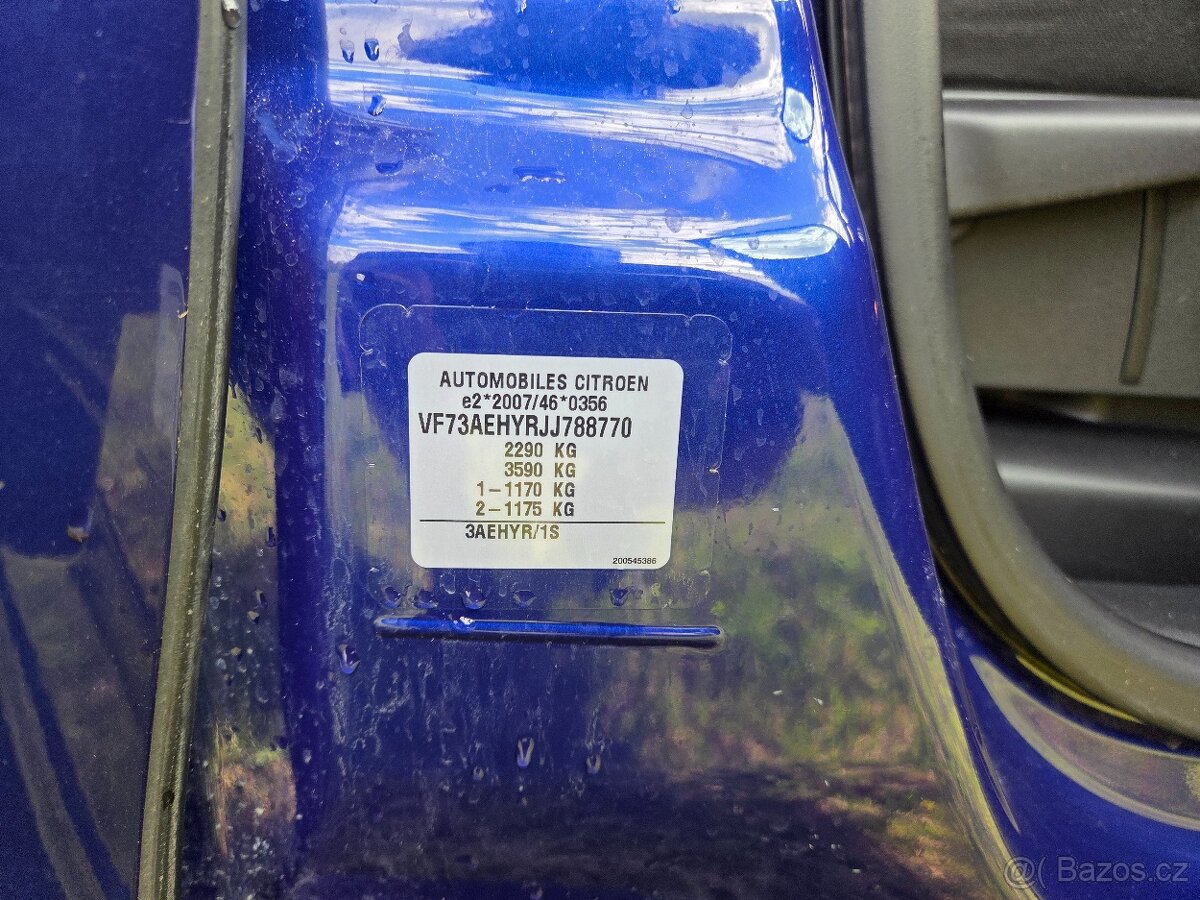 AUTOMOBILES CITROEN
e2*2007/46*0356
VF73AEHYRJJ788770
2290 KG
3590 KG
1-1170 KG
2-1175 KG
3AEHYR/1S
200545386
Bazos.cz